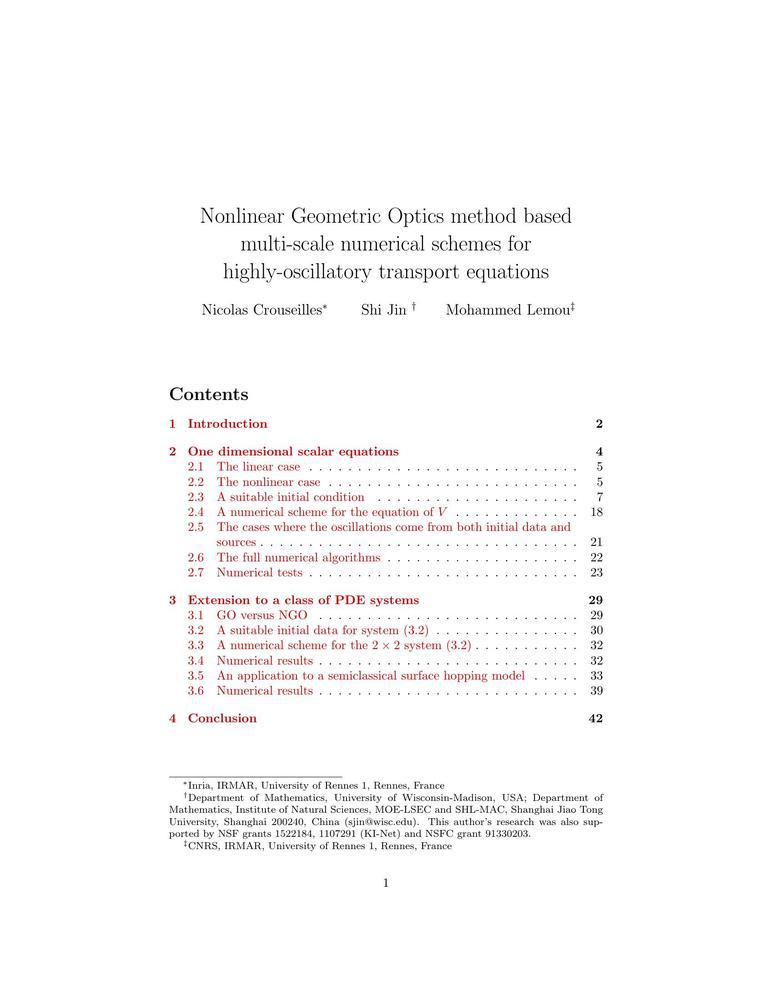 Nonlinear Geometric Optics method based
multi-scale numerical schemes for
highly-oscillatory transport equations
Nicolas Crouseilles* Shi Jin † Mohammed Lemou‡
Contents
1 Introduction 2
2 One dimensional scalar equations 4
2.1 The linear case . . . . . . . . . . . . . . . . . . . . . . . . . . . . 5
2.2 The nonlinear case . . . . . . . . . . . . . . . . . . . . . . . . . . 5
2.3 A suitable initial condition . . . . . . . . . . . . . . . . . . . . . 7
2.4 A numerical scheme for the equation of V . . . . . . . . . . . . . 18
2.5 The cases where the oscillations come from both initial data and
sources . . . . . . . . . . . . . . . . . . . . . . . . . . . . . . . . . 21
2.6 The full numerical algorithms . . . . . . . . . . . . . . . . . . . . 22
2.7 Numerical tests . . . . . . . . . . . . . . . . . . . . . . . . . . . . 23
3 Extension to a class of PDE systems 29
3.1 GO versus NGO . . . . . . . . . . . . . . . . . . . . . . . . . . . 29
3.2 A suitable initial data for system (3.2) . . . . . . . . . . . . . . . 30
3.3 A numerical scheme for the 2 × 2 system (3.2) . . . . . . . . . . . 32
3.4 Numerical results . . . . . . . . . . . . . . . . . . . . . . . . . . . 32
3.5 An application to a semiclassical surface hopping model . . . . . 33
3.6 Numerical results . . . . . . . . . . . . . . . . . . . . . . . . . . . 39
4 Conclusion 42
*Inria, IRMAR, University of Rennes 1, Rennes, France
†Department of Mathematics, University of Wisconsin-Madison, USA; Department of
Mathematics, Institute of Natural Sciences, MOE-LSEC and SHL-MAC, Shanghai Jiao Tong
University, Shanghai 200240, China (sjin@wisc.edu). This author's research was also sup-
ported by NSF grants 1522184, 1107291 (KI-Net) and NSFC grant 91330203.
‡CNRS, IRMAR, University of Rennes 1, Rennes, France
1